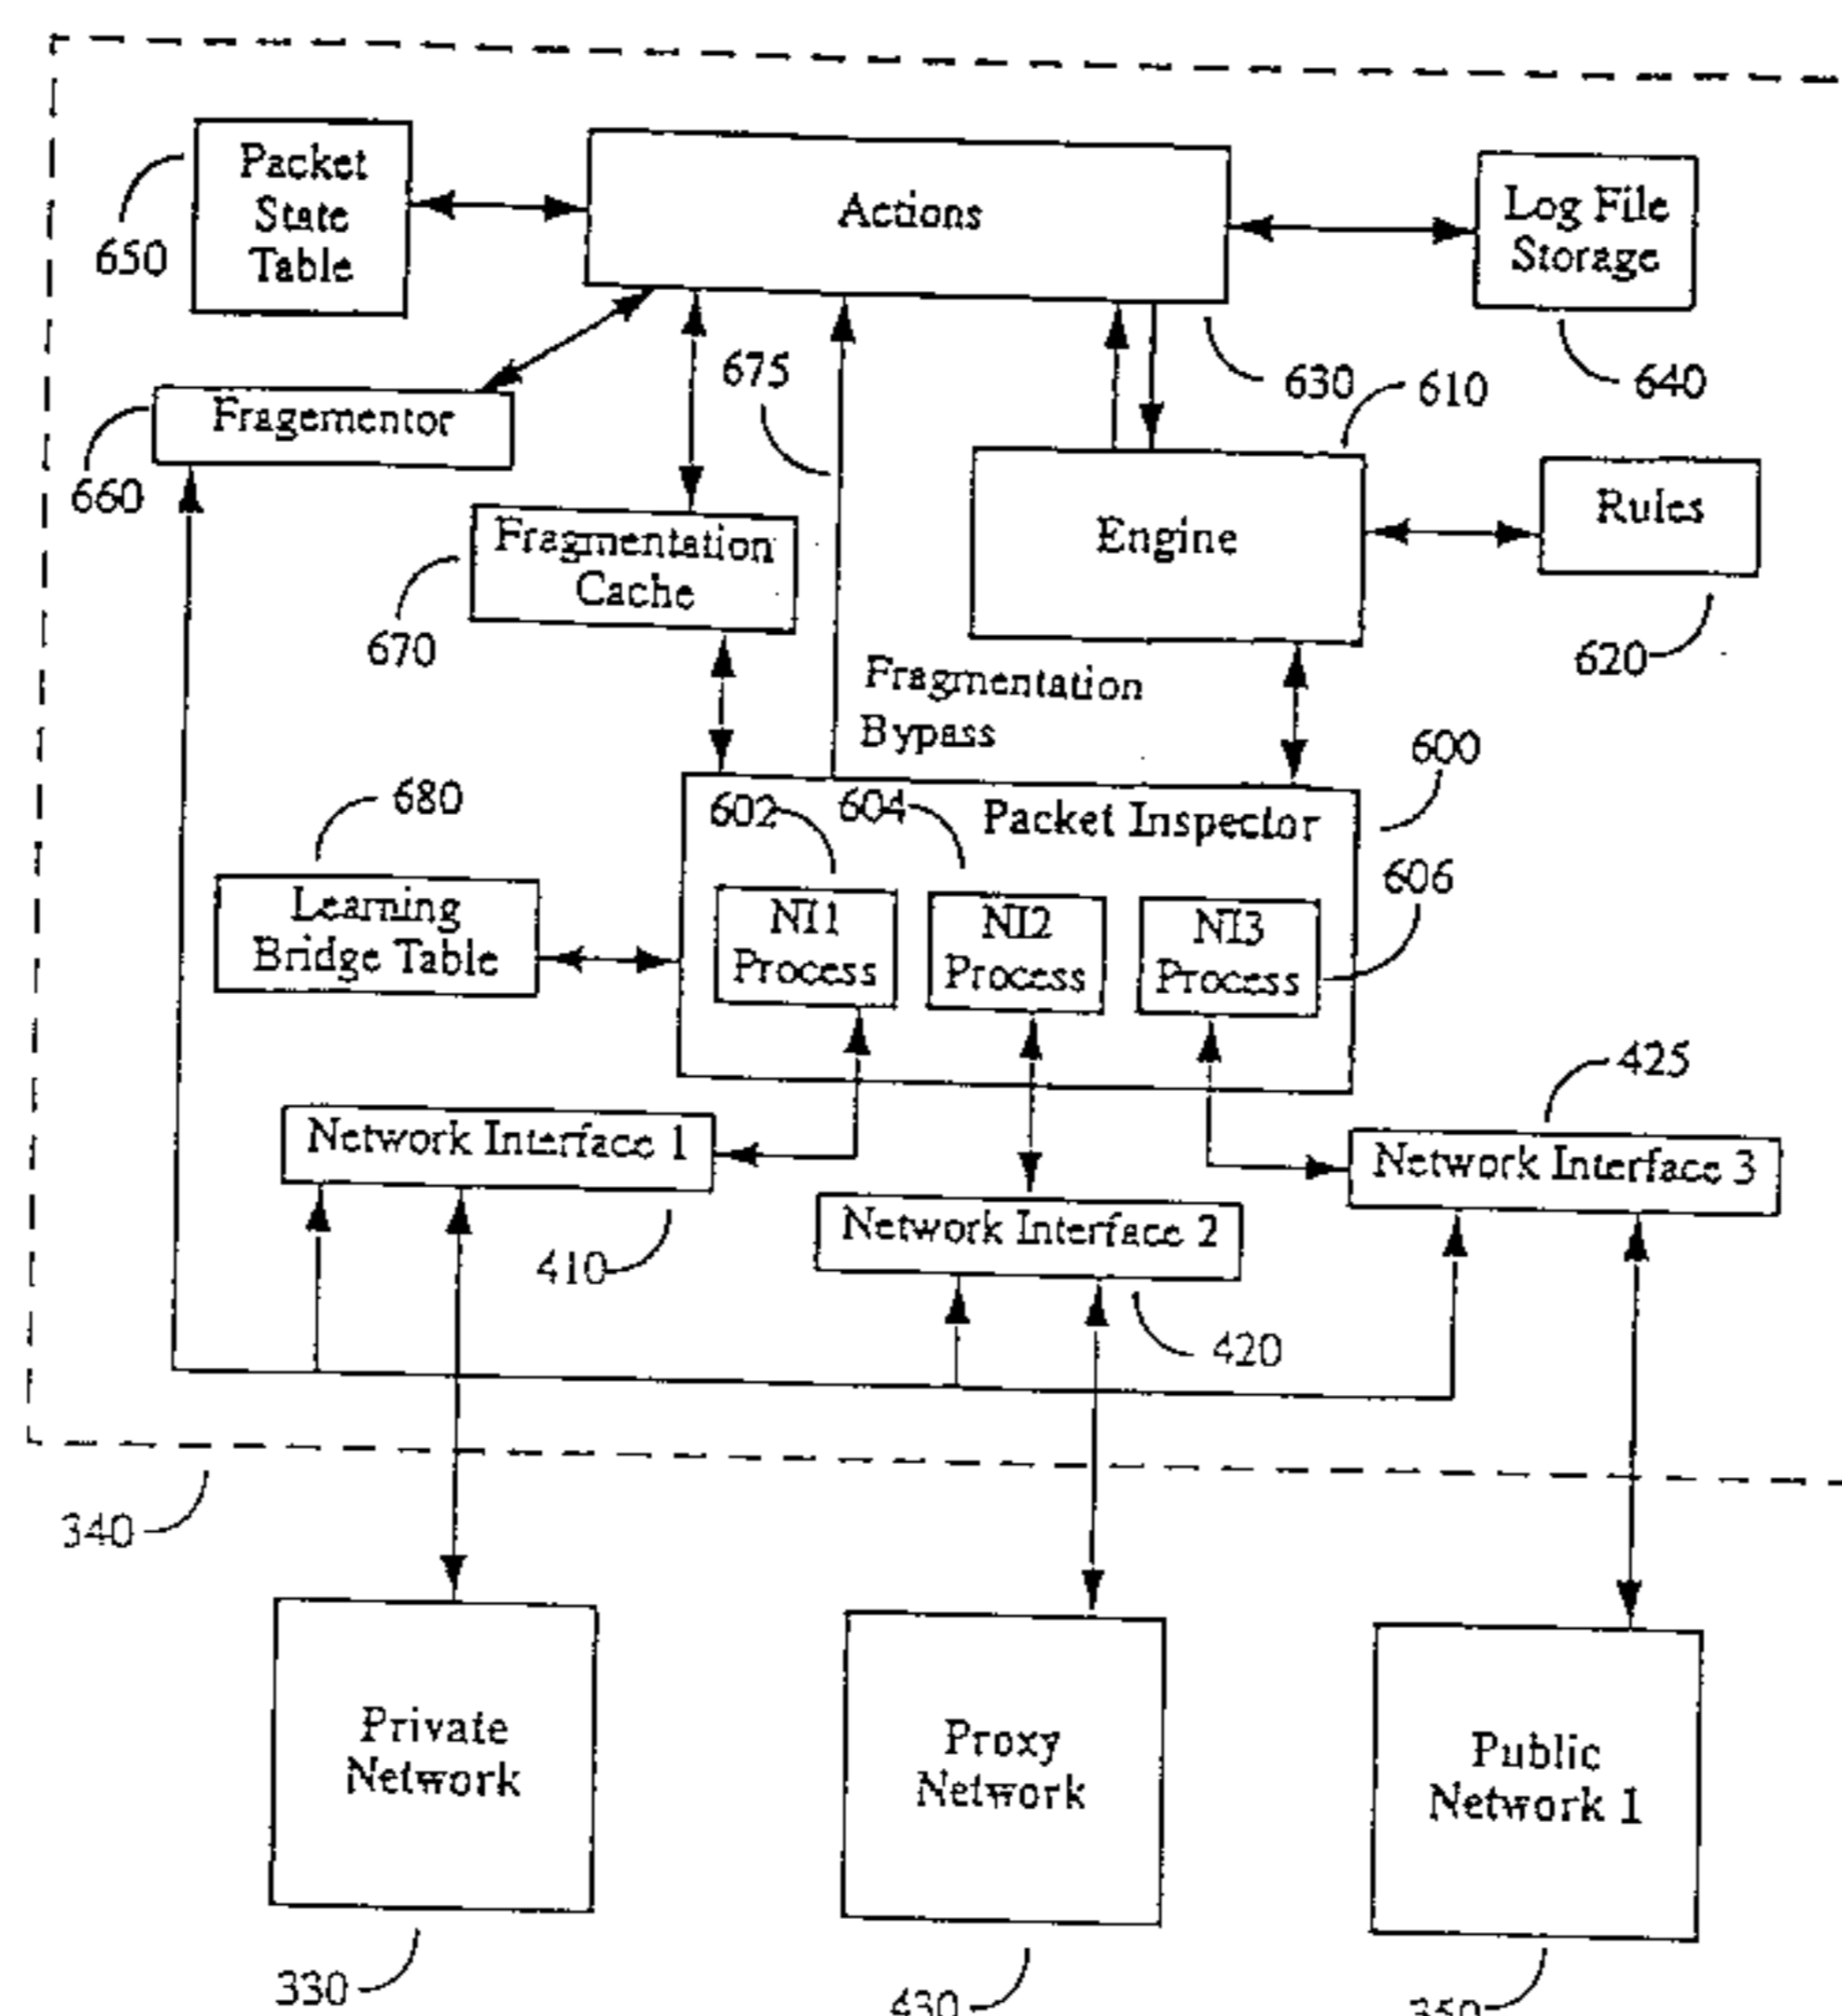 Packet
State
Table
650
Actions
Log File
Storage
640
630
675
610
Fragementor
660
Fragmentation
Cache
670
Engine
Rules
620
Fragmentation
Bypass
600
680
602
604
Packet Inspector
606
Learning
Bridge Table
NI1
Process
NI2
Process
NI3
Process
425
Network Interface 1
410
Network Interface 2
420
Network Interface 3
340
Private
Network
330
Proxy
Network
430
Public
Network 1
350